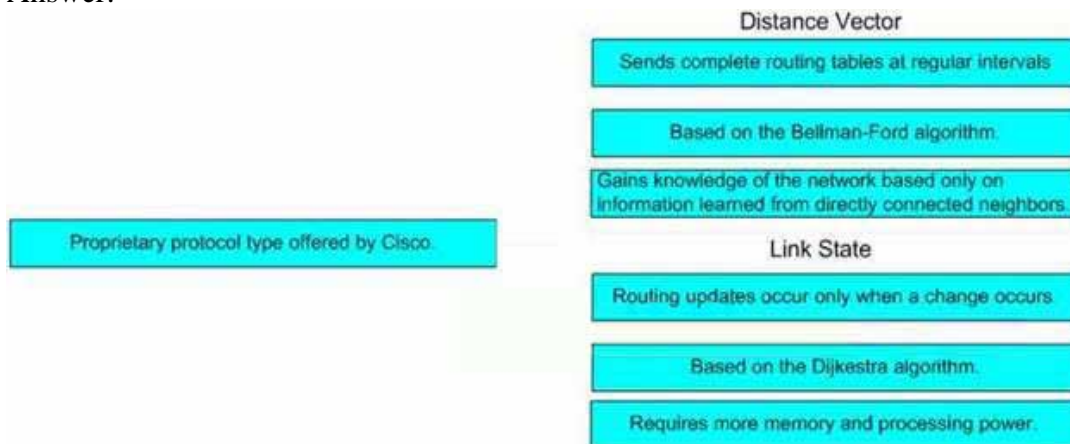 Answer:
Distance Vector
Sends complete routing tables at regular intervals
Based on the Bellman-Ford algorithm.
Gains knowledge of the network based only on
information learned from directly connected neighbors.
Proprietary protocol type offered by Cisco.
Link State
Routing updates occur only when a change occurs
Based on the Dijkestra algorithm.
Requires more memory and processing power.